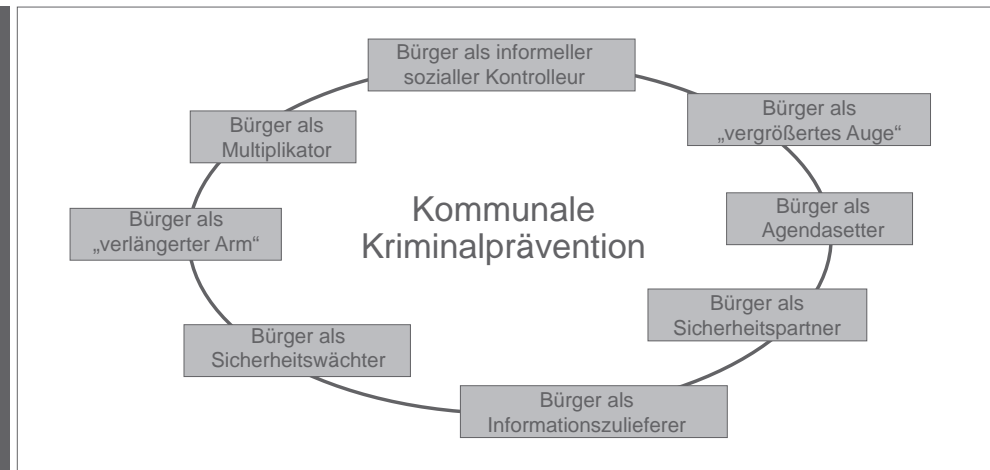 Bürger als informeller
sozialler Kontrolleur
Bürger als
„vergrößertes Auge“
Bürger als
Multiplikator
Bürger als
Agendasetter
Bürger als
„verlängerter Arm“
Kommunale
Kriminalprävention
Bürger als
Sicherheitspartner
Bürger als
Sicherheitswächter
Bürger als
Informationszulieferer